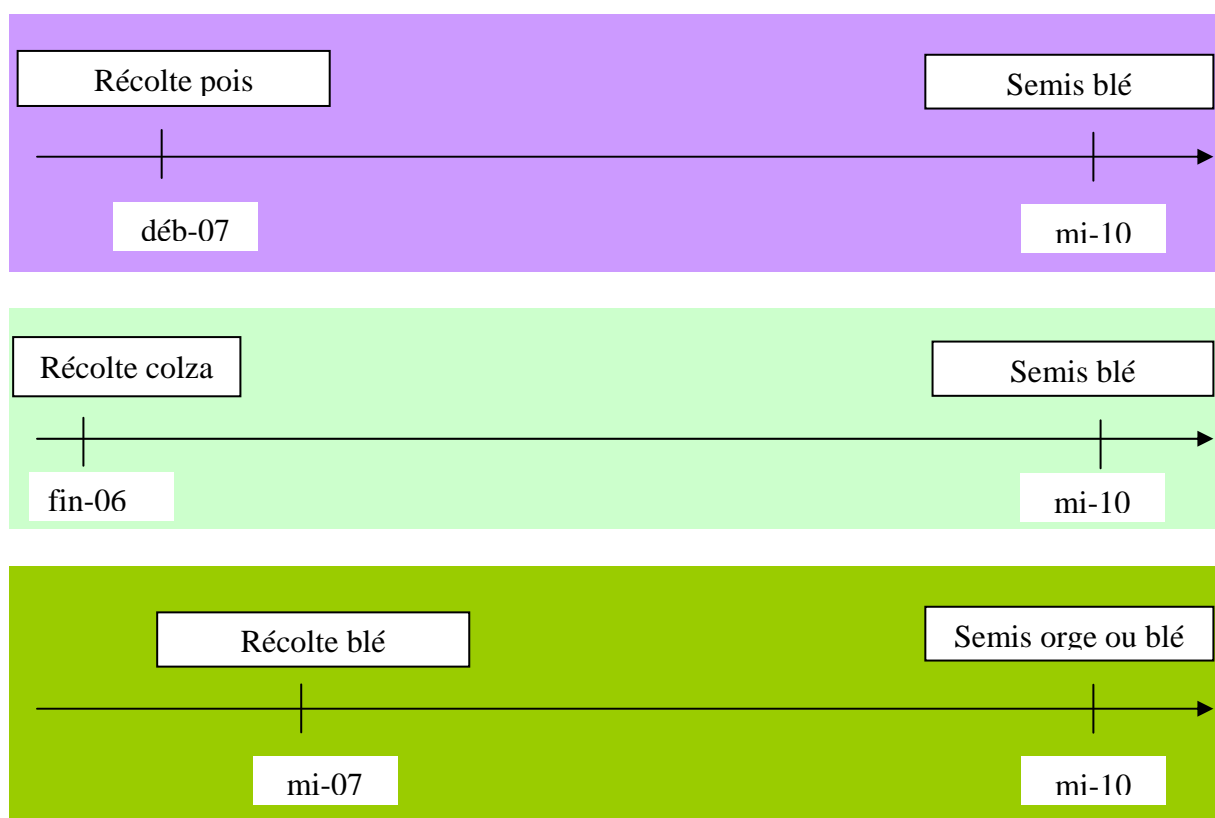 Récolte pois
Semis blé
déb-07
mi-10
Récolte colza
Semis blé
fin-06
mi-10
Récolte blé
Semis orge ou blé
mi-07
mi-10